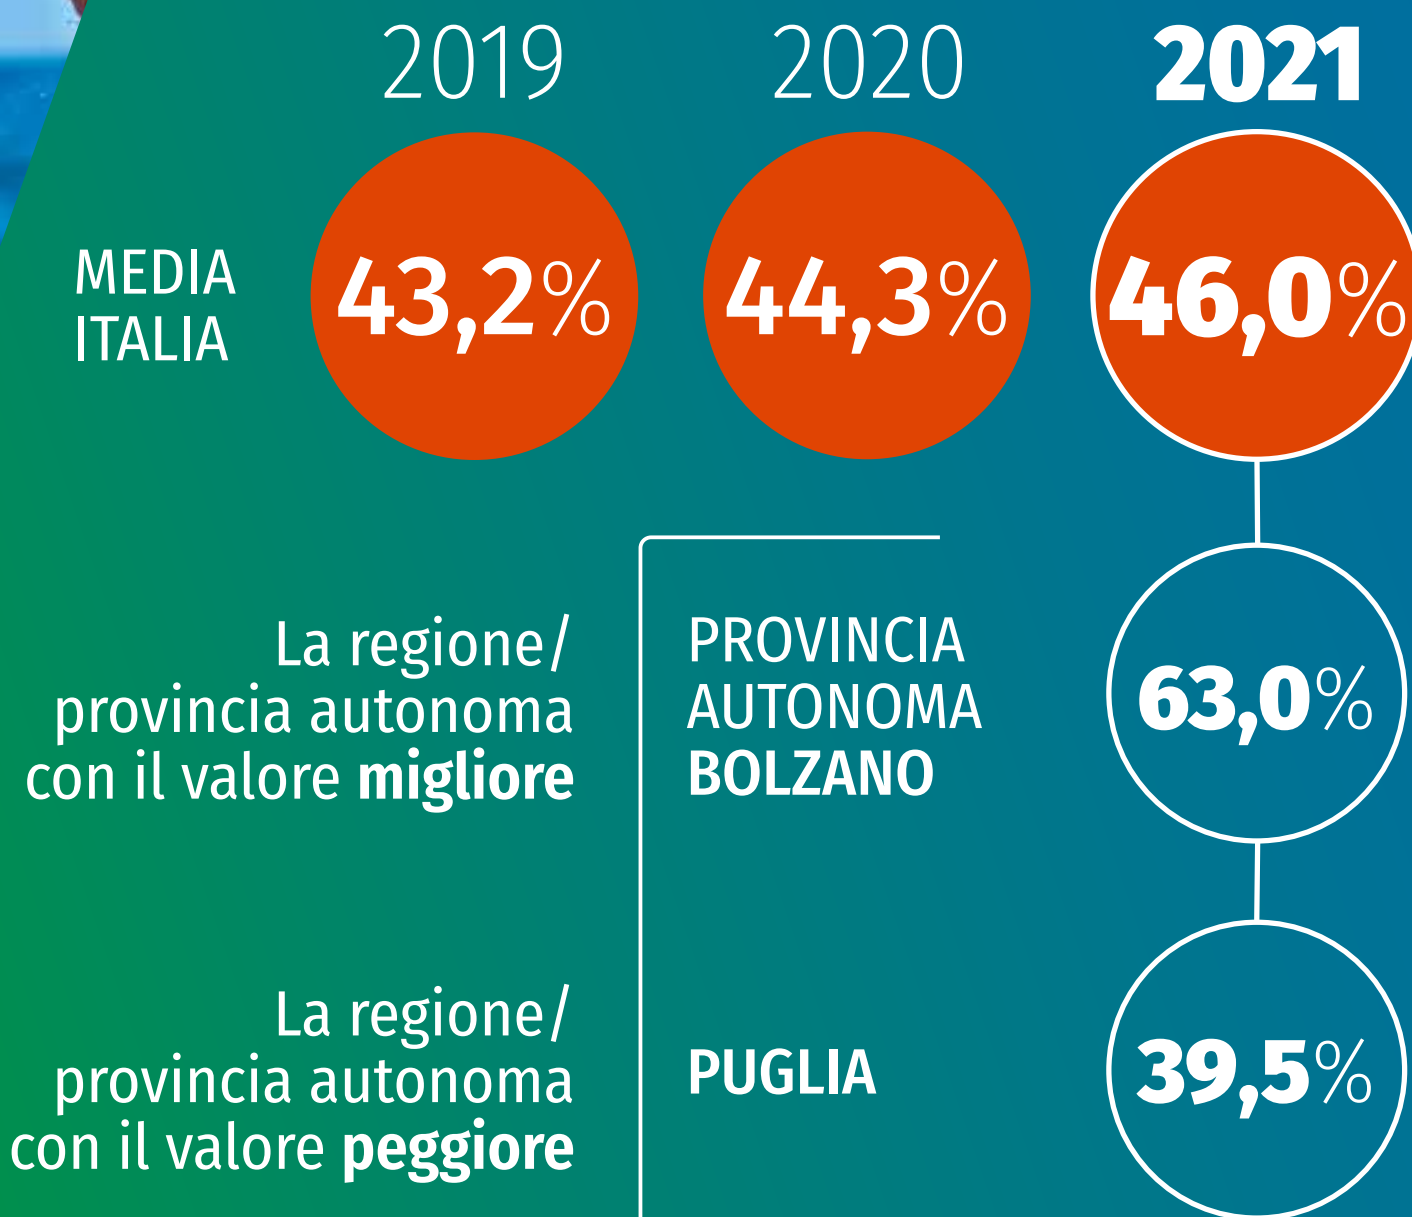 2019 2020 2021
MEDIA
ITALIA
43,2% 44,3% 46,0%
La regione/
provincia autonoma
con il valore migliore
PROVINCIA
AUTONOMA
BOLZANO
63,0%
La regione/
provincia autonoma
con il valore peggiore
PUGLIA
39,5%